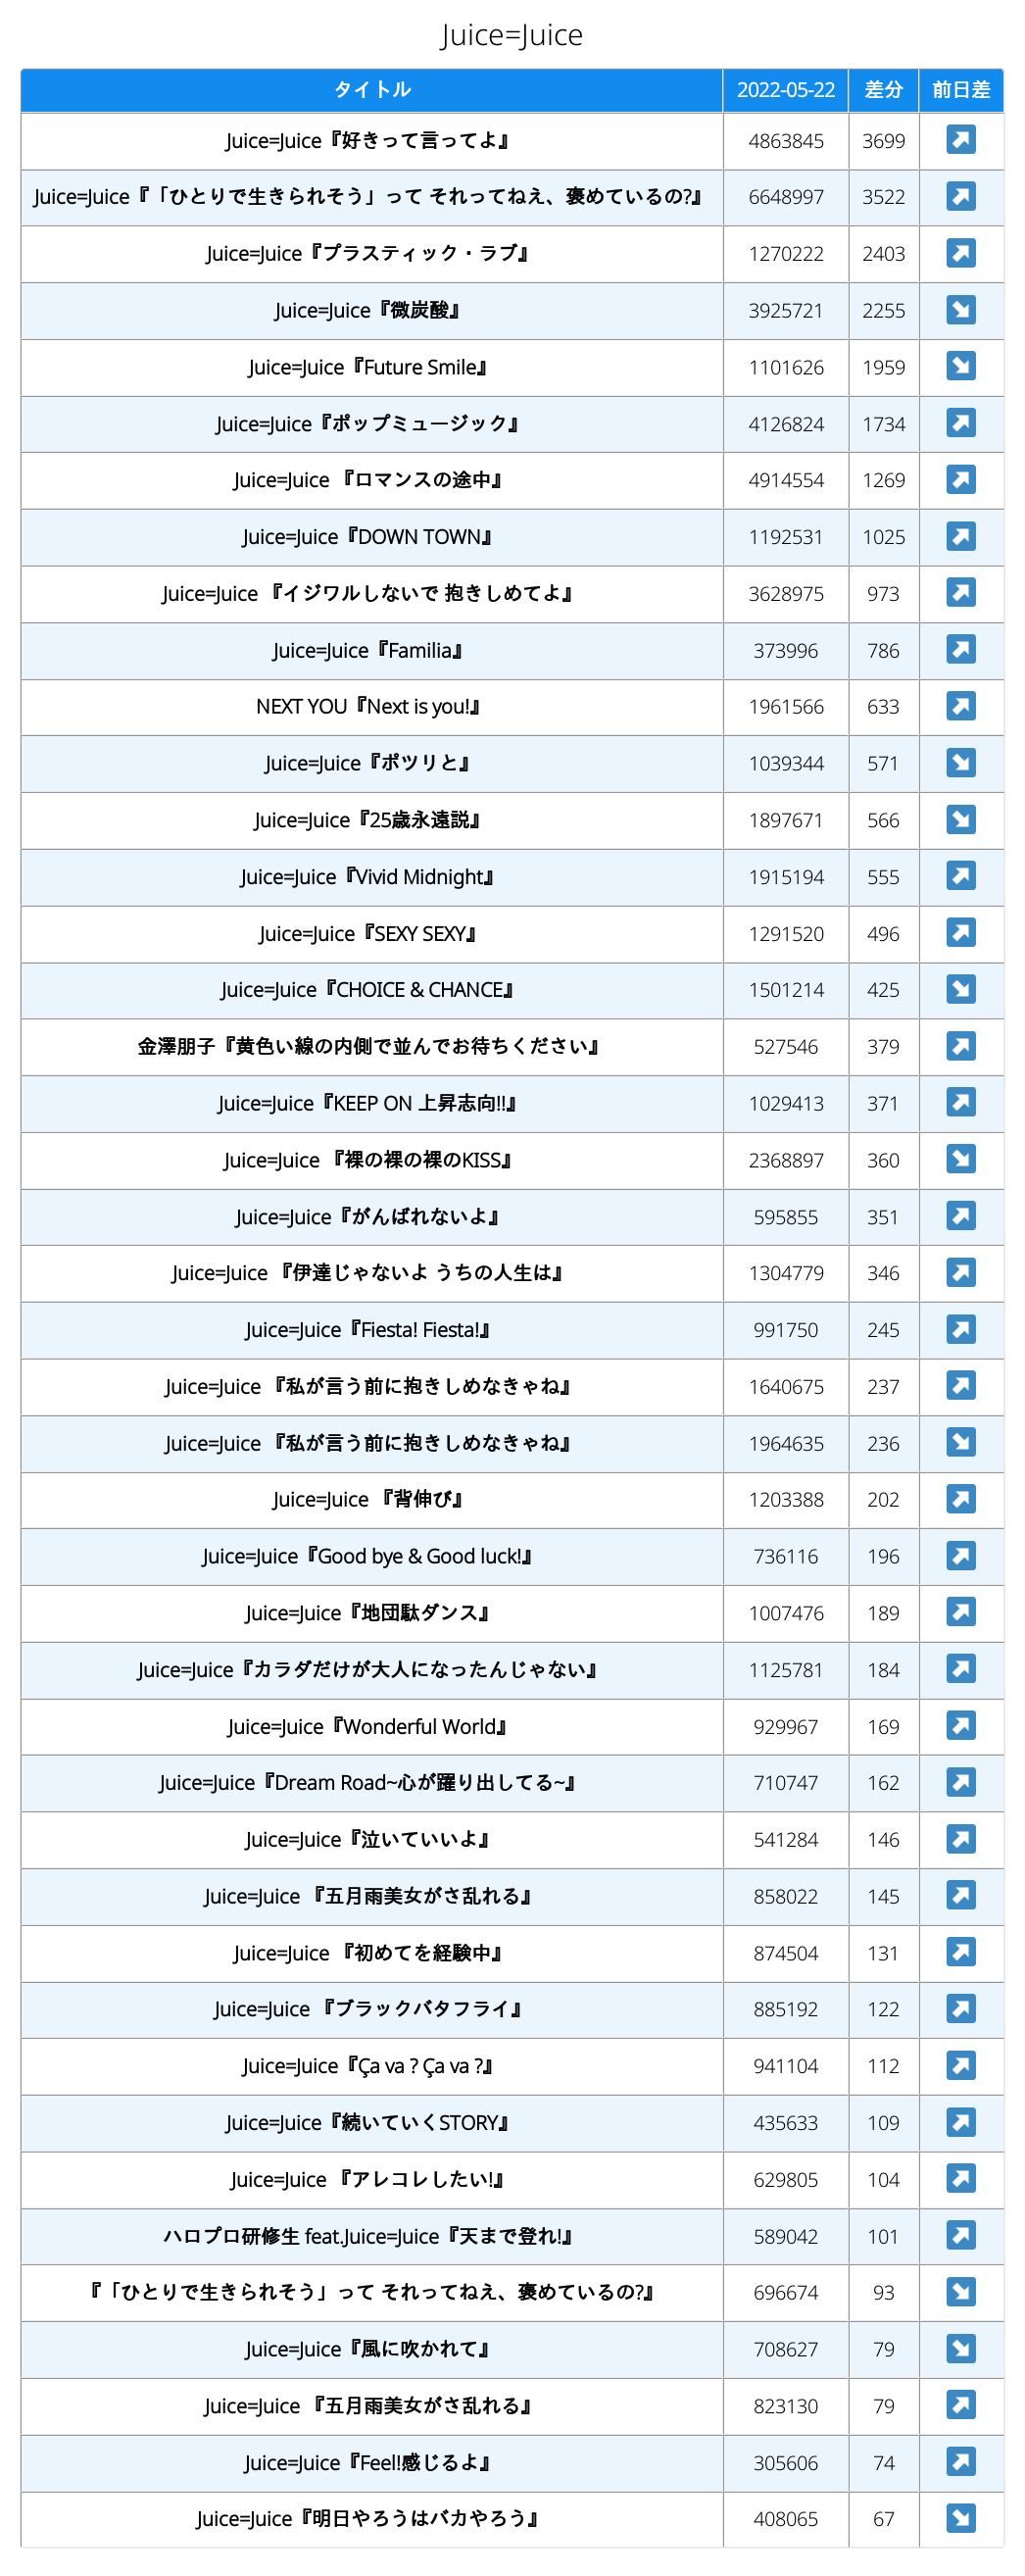 Juice=Juice
タイトル 2022-05-22 差分 前日差
Juice=Juice『好きって言ってよ』 4863845 3699
Juice=Juice『「ひとりで生きられそう」って それってねえ、褒めているの?』 6648997 3522
Juice=Juice『プラスティック・ラブ』 1270222 2403
Juice=Juice『微炭酸』 3925721 2255
Juice=Juice『Future Smile』 1101626 1959
Juice=Juice『ポップミュージック』 4126824 1734
Juice=Juice 『ロマンスの途中』 4914554 1269
Juice=Juice『DOWN TOWN』 1192531 1025
Juice=Juice 『イジワルしないで 抱きしめてよ』 3628975 973
Juice=Juice『Familia』 373996 786
NEXT YOU『Next is you!』 1961566 633
Juice=Juice『ポツリと』 1039344 571
Juice=Juice『25歳永遠説』 1897671 566
Juice=Juice『Vivid Midnight』 1915194 555
Juice=Juice『SEXY SEXY』 1291520 496
Juice=Juice『CHOICE & CHANCE』 1501214 425
金澤朋子『黄色い線の内側で並んでお待ちください』 527546 379
Juice=Juice『KEEP ON 上昇志向!!』 1029413 371
Juice=Juice 『裸の裸の裸のKISS』 2368897 360
Juice=Juice『がんばれないよ』 595855 351
Juice=Juice 『伊達じゃないよ うちの人生は』 1304779 346
Juice=Juice『Fiesta! Fiesta!』 991750 245
Juice=Juice 『私が言う前に抱きしめなきゃね』 1640675 237
Juice=Juice 『私が言う前に抱きしめなきゃね』 1964635 236
Juice=Juice 『背伸び』 1203388 202
Juice=Juice『Good bye & Good luck!』 736116 196
Juice=Juice『地団駄ダンス』 1007476 189
Juice=Juice『カラダだけが大人になったんじゃない』 1125781 184
Juice=Juice『Wonderful World』 929967 169
Juice=Juice『Dream Road~心が躍り出してる~』 710747 162
Juice=Juice『泣いていいよ』 541284 146
Juice=Juice 『五月雨美女がさ乱れる』 858022 145
Juice=Juice 『初めてを経験中』 874504 131
Juice=Juice 『ブラックバタフライ』 885192 122
Juice=Juice『Ça va ? Ça va ?』 941104 112
Juice=Juice『続いていくSTORY』 435633 109
Juice=Juice 『アレコレしたい!』 629805 104
ハロプロ研修生 feat.Juice=Juice『天まで登れ!』 589042 101
『「ひとりで生きられそう」って それってねえ、褒めているの?』 696674 93
Juice=Juice『風に吹かれて』 708627 79
Juice=Juice 『五月雨美女がさ乱れる』 823130 79
Juice=Juice『Feel!感じるよ』 305606 74
Juice=Juice『明日やろうはバカやろう』 408065 67